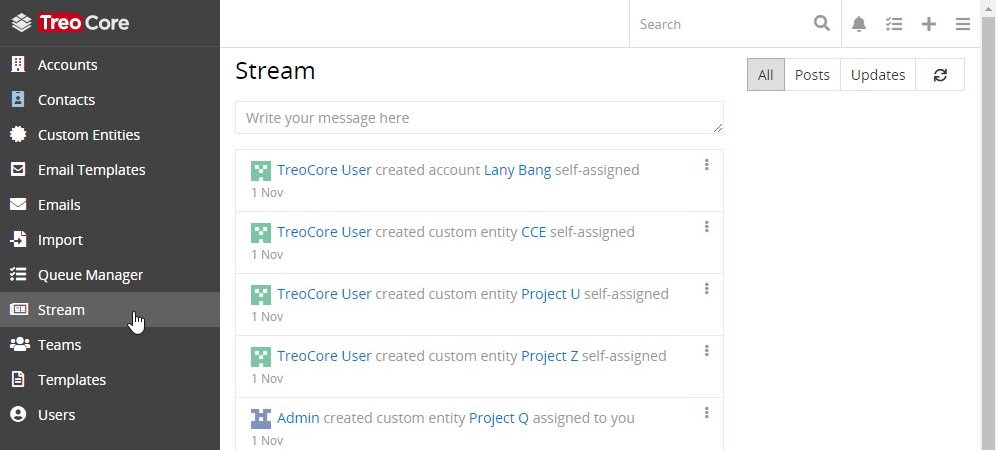 Treo Core
Search
Accounts
Contacts
Custom Entities
Email Templates
Emails
Import
Queue Manager
Stream
Teams
Templates
Users
Stream
All Posts Updates
Write your message here
TreoCore User created account Lany Bang self-assigned
1 Nov
TreoCore User created custom entity CCE self-assigned
1 Nov
TreoCore User created custom entity Project U self-assigned
1 Nov
TreoCore User created custom entity Project Z self-assigned
1 Nov
Admin created custom entity Project Q assigned to you
1 Nov